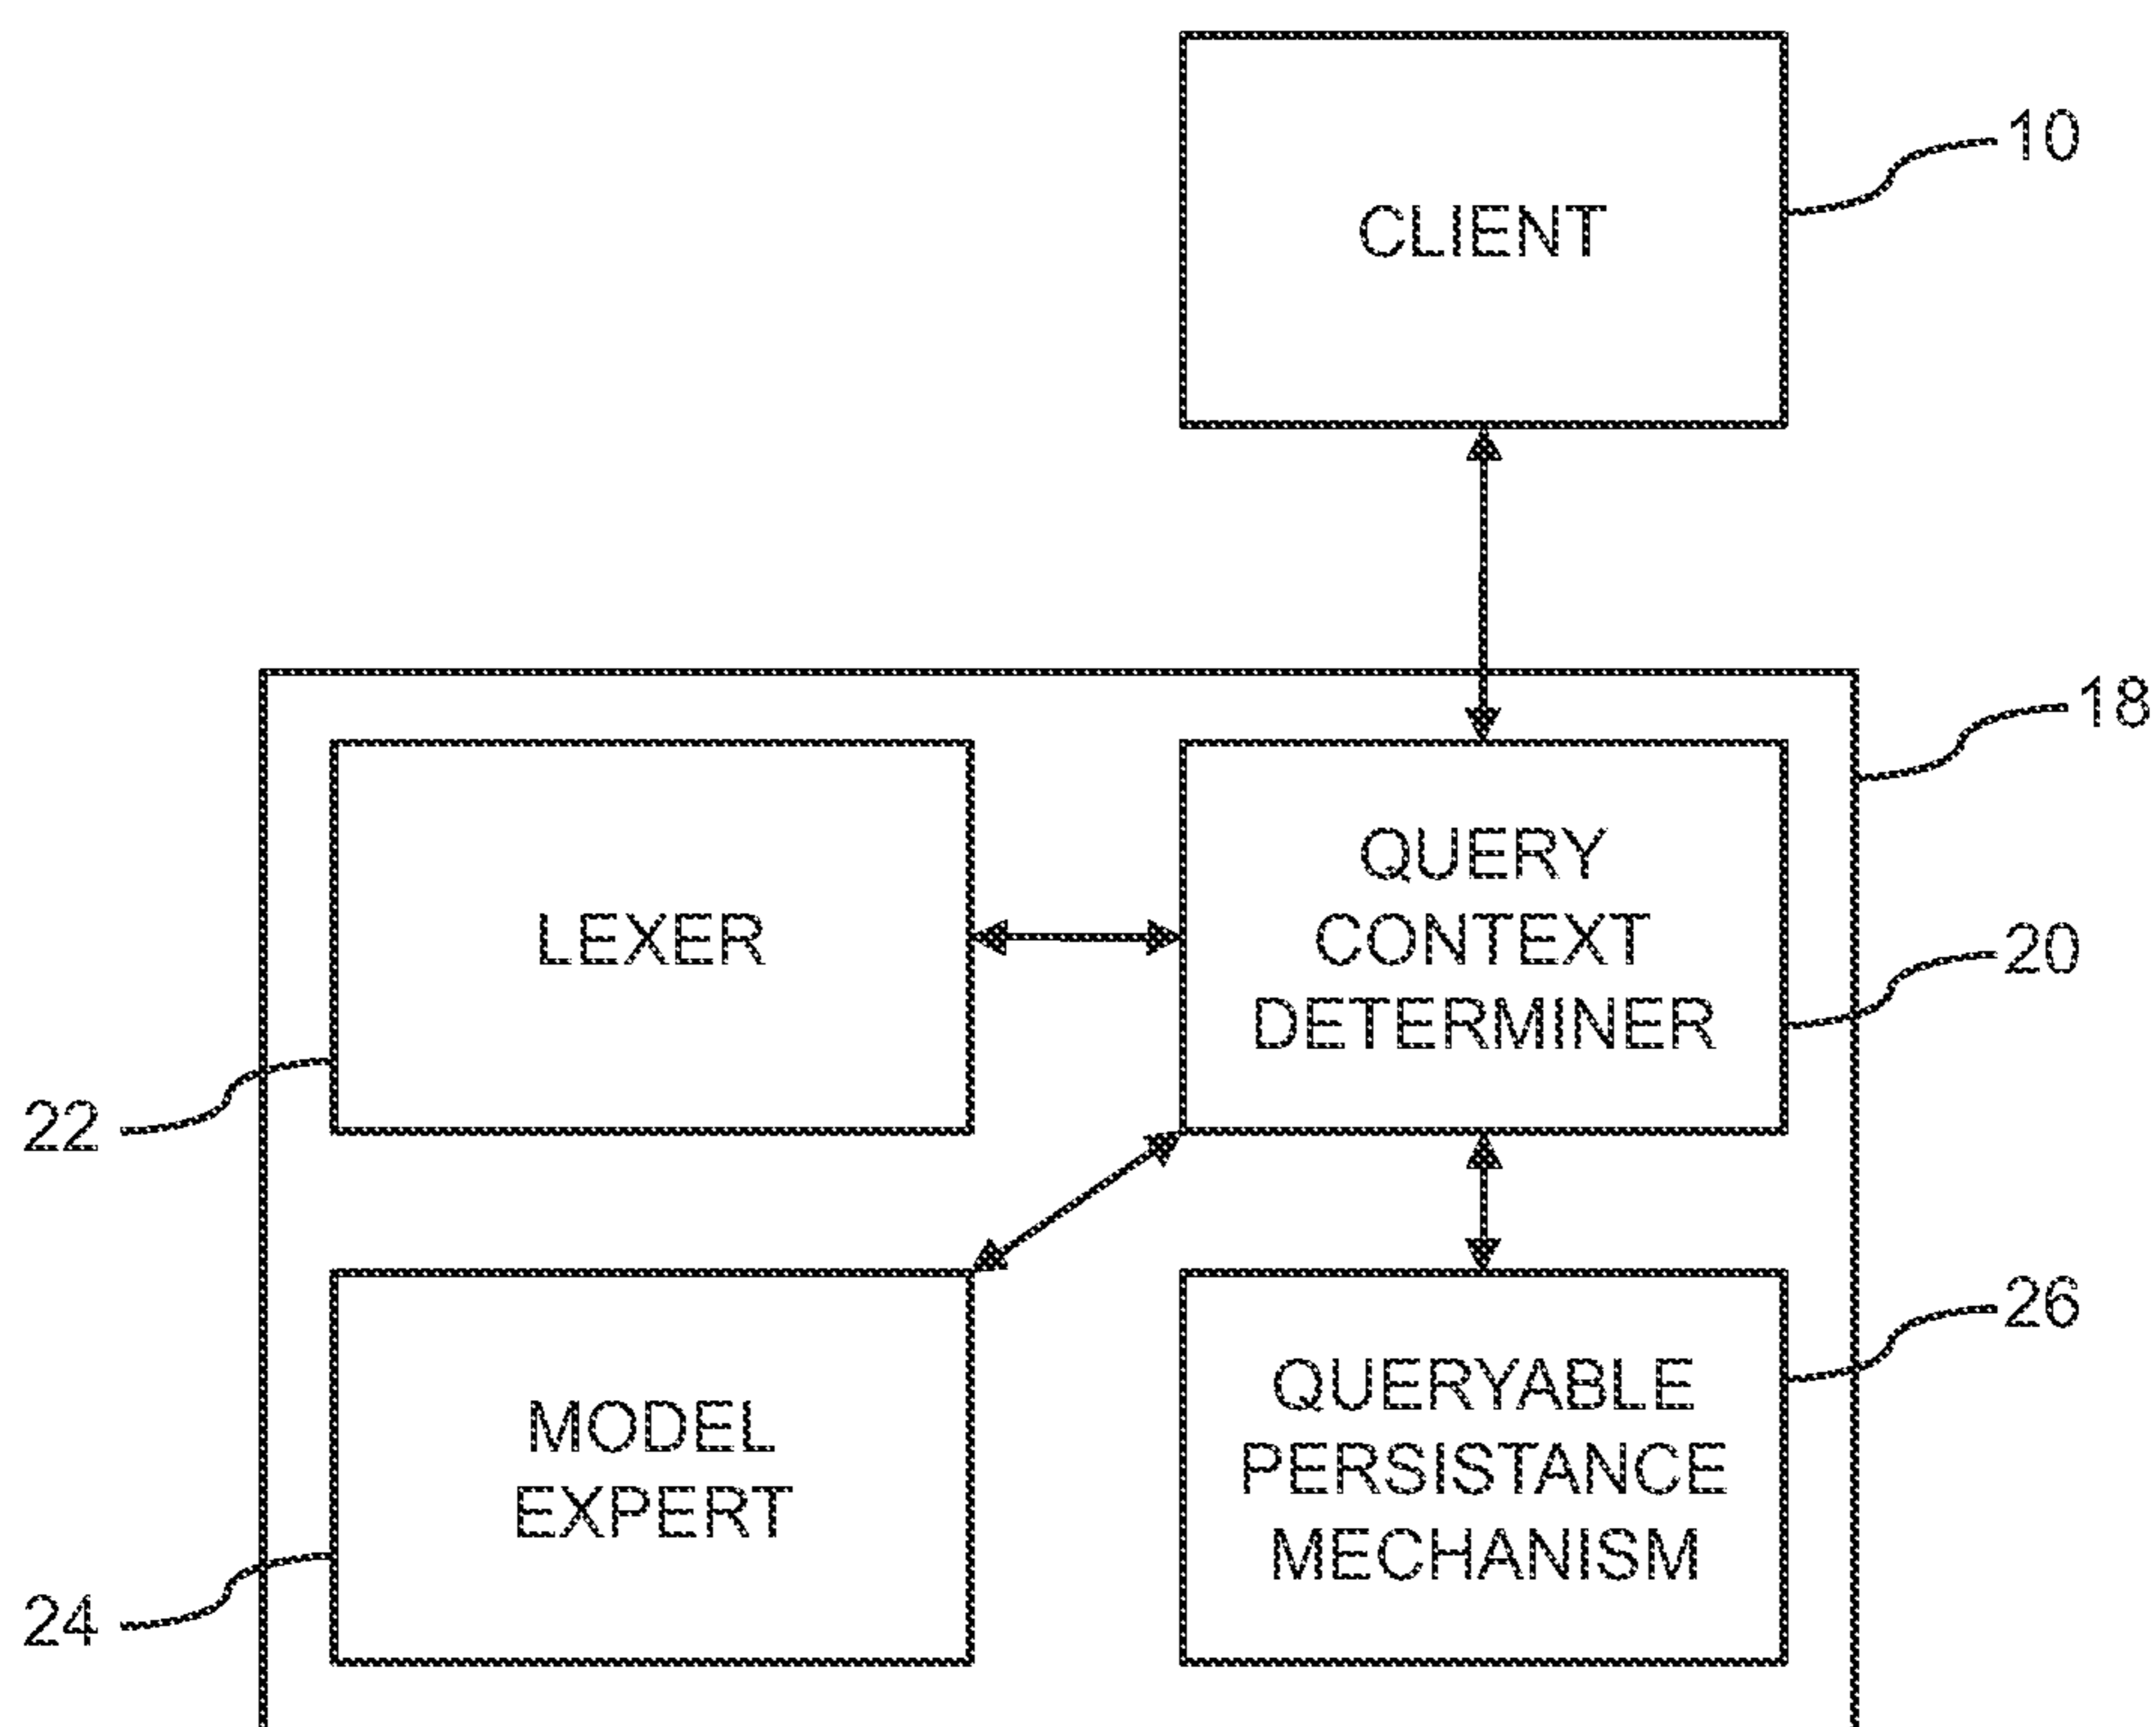 CLIENT
10
18
LEXER
QUERY
CONTEXT
DETERMINER
20
22
MODEL
EXPERT
QUERYABLE
PERSISTANCE
MECHANISM
26
24